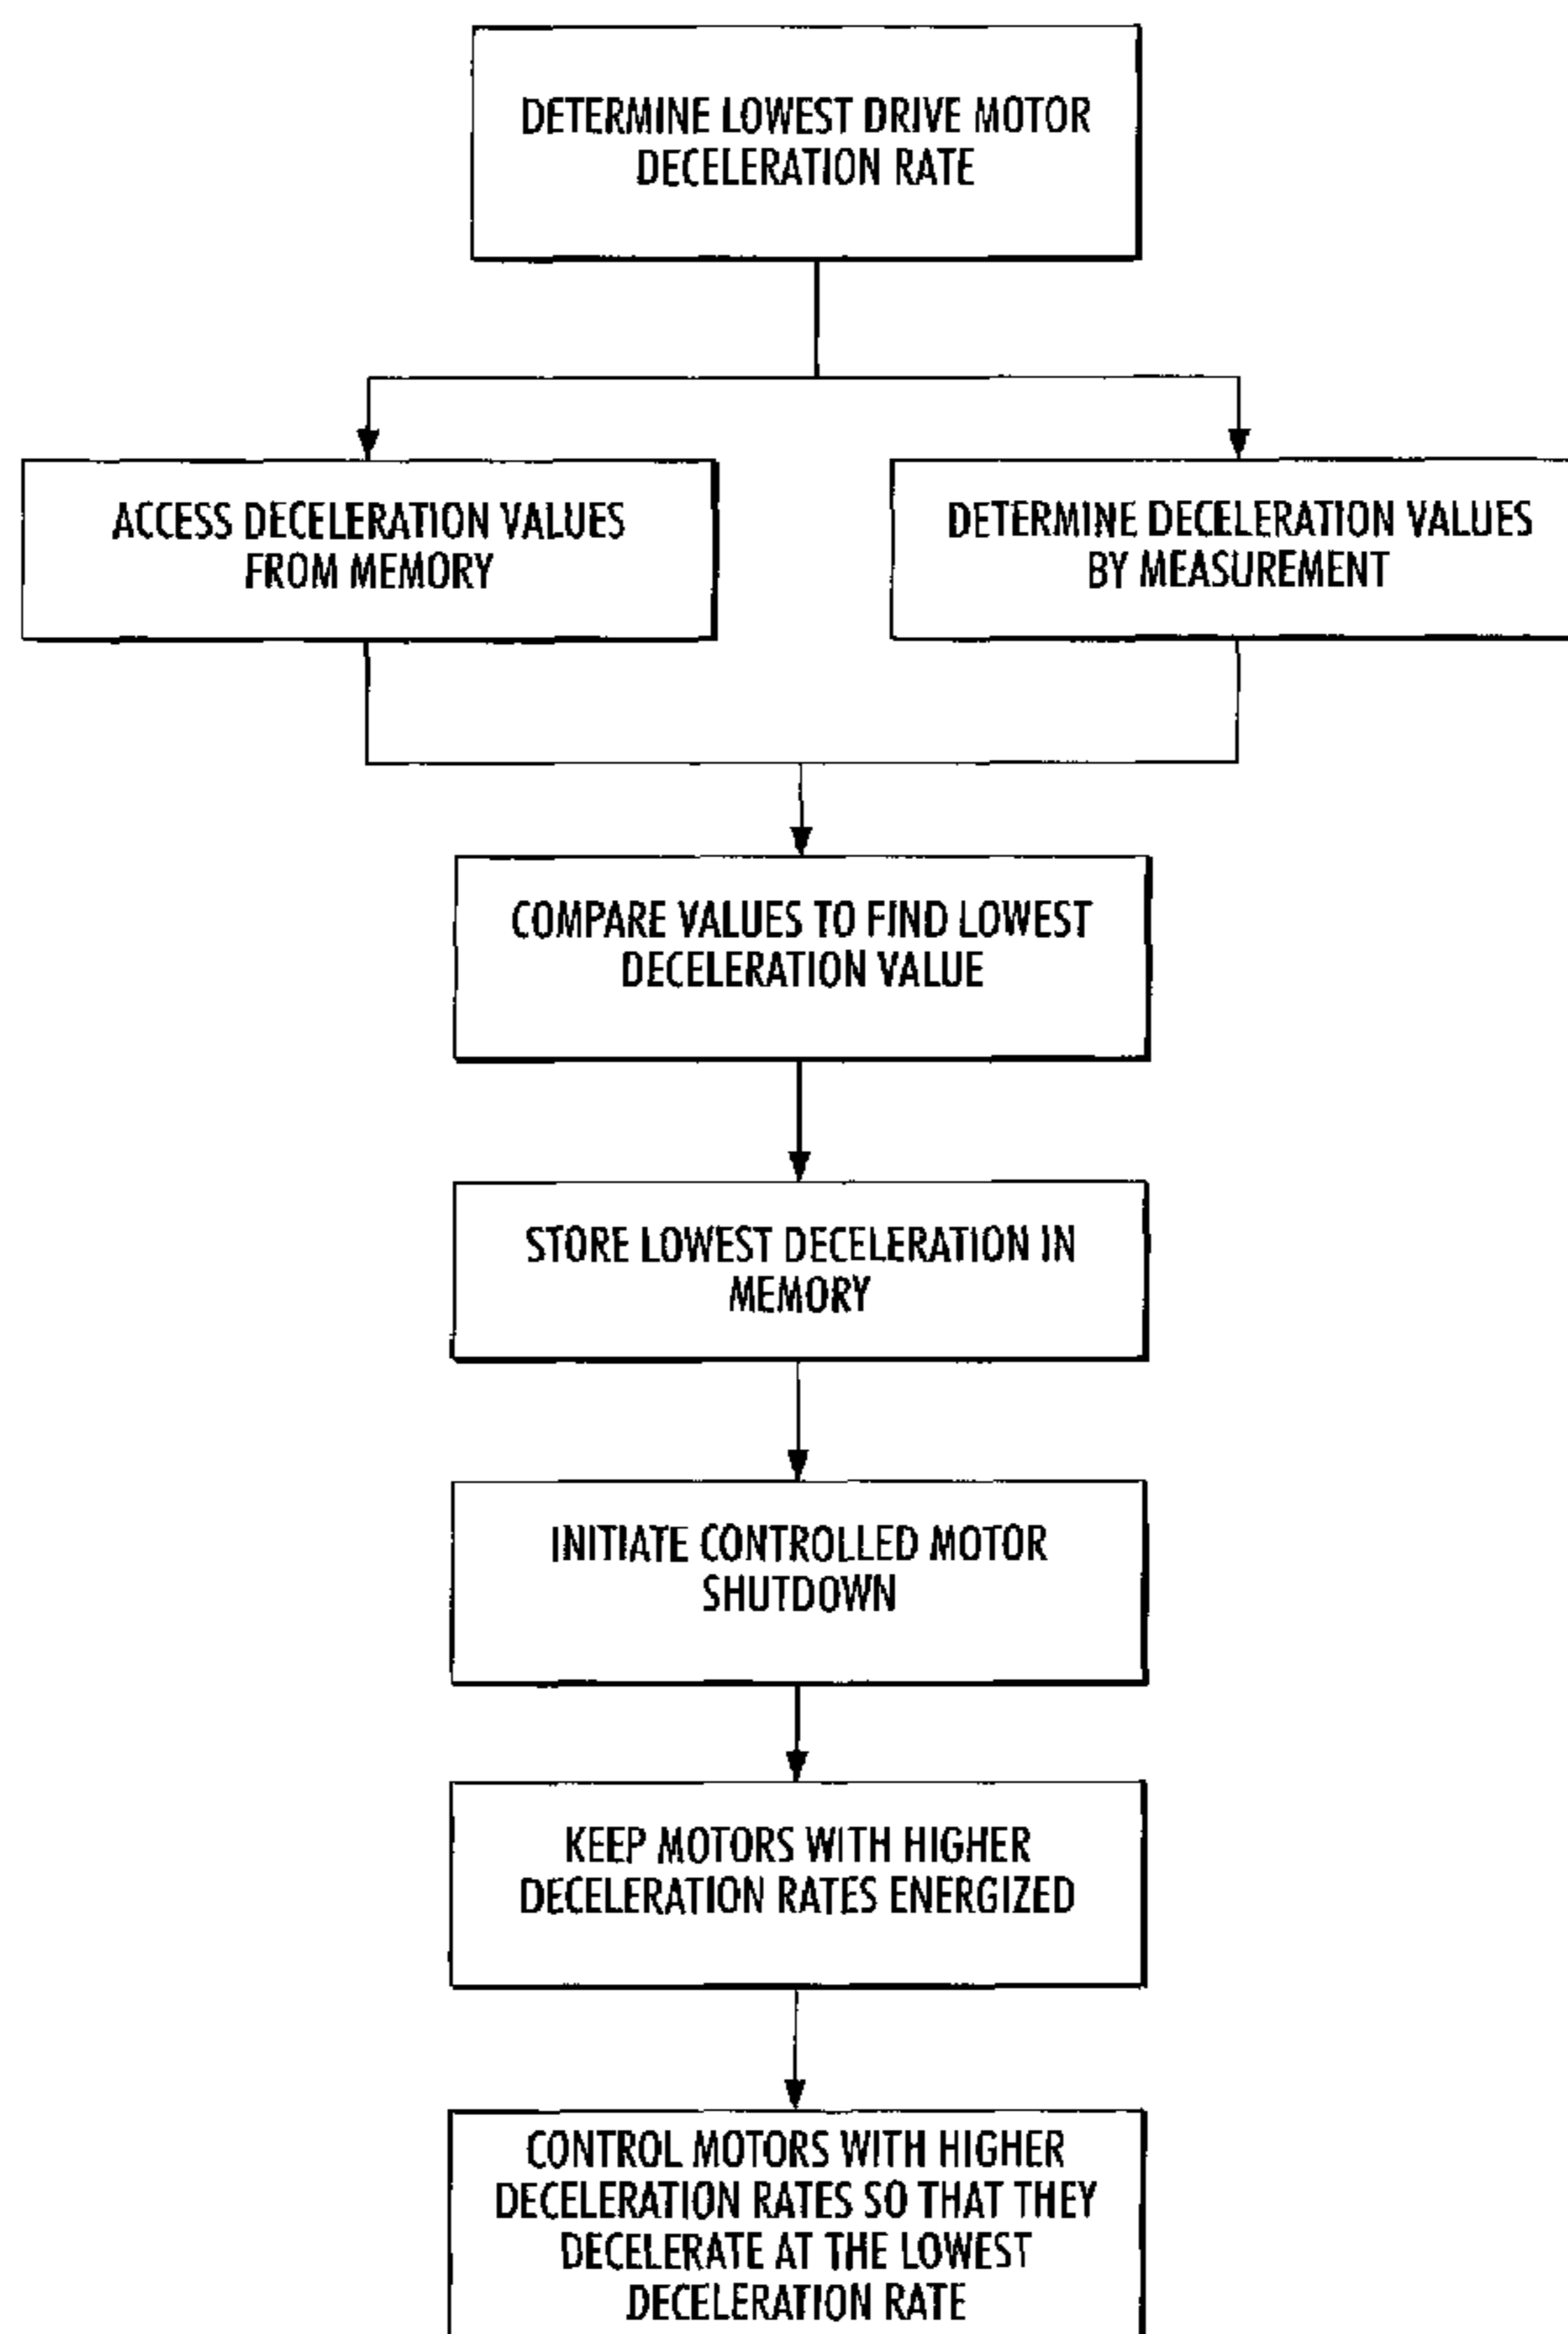 DETERMINE LOWEST DRIVE MOTOR
DECELERATION RATE
ACCESS DECELERATION VALUES
FROM MEMORY
DETERMINE DECELERATION VALUES
BY MEASUREMENT
COMPARE VALUES TO FIND LOWEST
DECELERATION VALUE
STORE LOWEST DECELERATION IN
MEMORY
INITIATE CONTROLLED MOTOR
SHUTDOWN
KEEP MOTORS WITH HIGHER
DECELERATION RATES ENERGIZED
CONTROL MOTORS WITH HIGHER
DECELERATION RATES SO THAT THEY
DECELERATE AT THE LOWEST
DECELERATION RATE